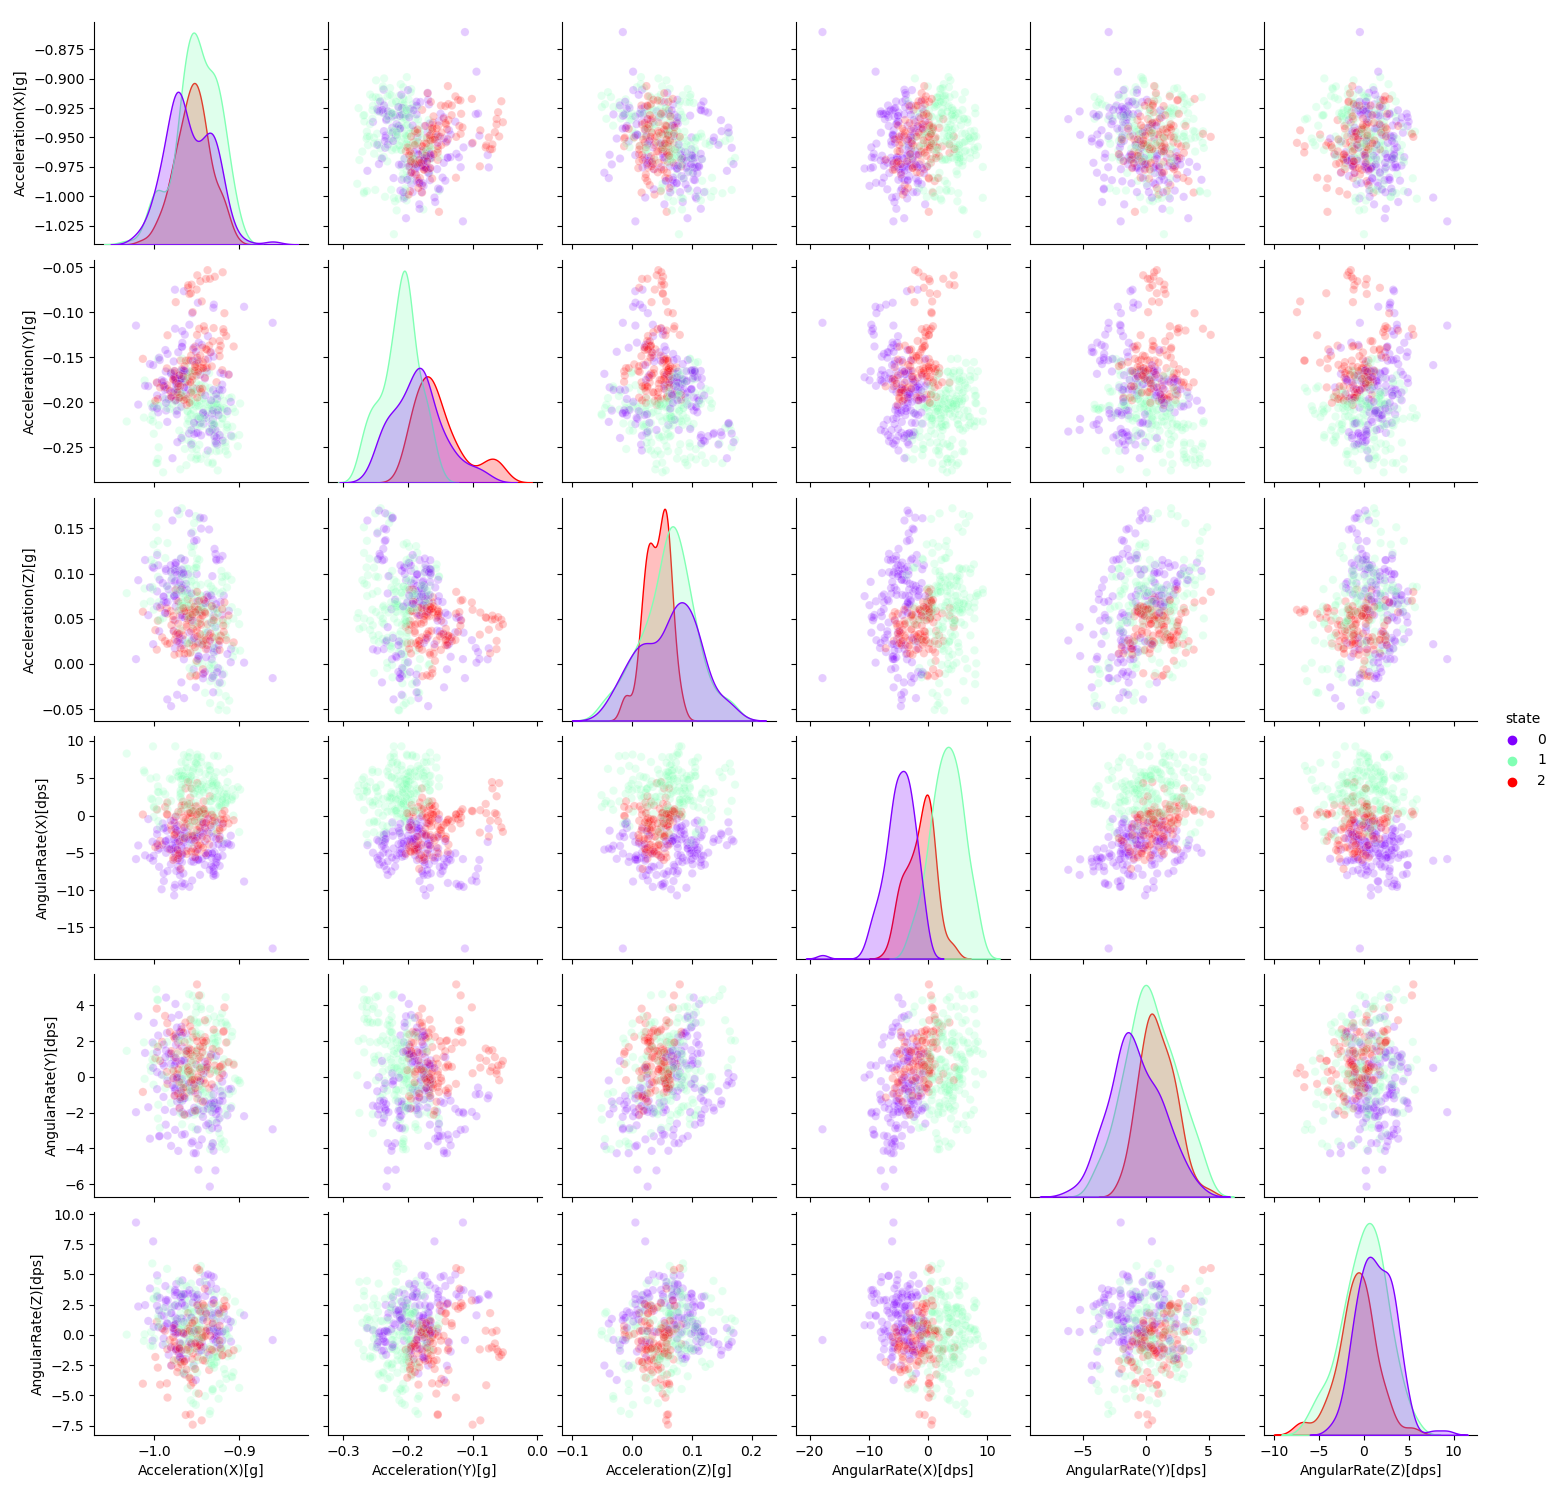 Acceleration(X)[g]
−0.875
−0.900
−0.925
−0.950
−0.975
−1.000
−1.025
Acceleration(Y)[g]
−0.05
−0.10
−0.15
−0.20
−0.25
Acceleration(Z)[g]
0.15
0.10
0.05
0.00
−0.05
AngularRate(X)[dps]
10
5
0
−5
−10
−15
AngularRate(Y)[dps]
4
2
0
−2
−4
−6
AngularRate(Z)[dps]
10.0
7.5
5.0
2.5
0.0
−2.5
−5.0
−7.5
−1.0 −0.9
Acceleration(X)[g]
−0.3 −0.2 −0.1 0.0
Acceleration(Y)[g]
−0.1 0.0 0.1 0.2
Acceleration(Z)[g]
−20 −10 0 10
AngularRate(X)[dps]
−5 0 5
AngularRate(Y)[dps]
−10 −5 0 5 10
AngularRate(Z)[dps]
state
0
1
2